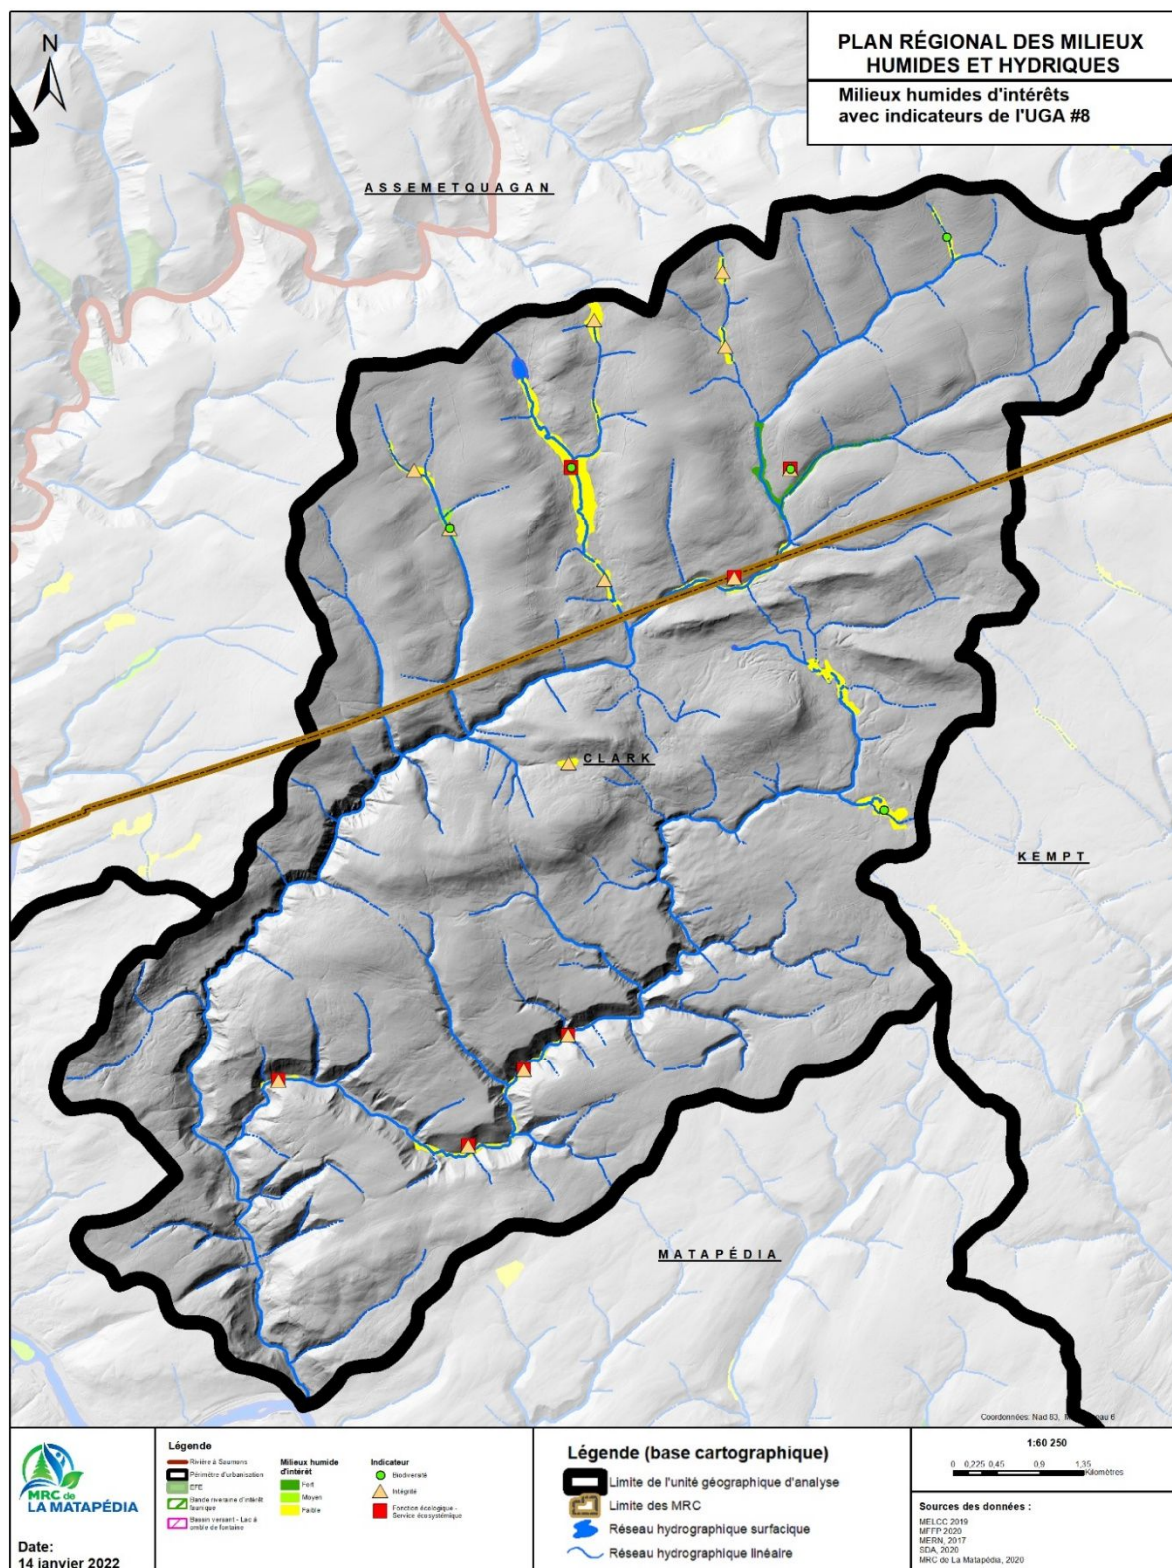 N
PLAN RÉGIONAL DES MILIEUX
HUMIDES ET HYDRIQUES
Milieux humides d'intérêts
avec indicateurs de l'UGA #8
ASSEMETQUAGAN
CLARK
KEMPT
MATAPÉDIA
Coordonnées: Nad 83,
MRC de
LA MATAPÉDIA
Date:
14 janvier 2022
Légende
Rivière à Saumons
Périmètre d'urbanisation
EFE
Bande riveraine d'intérêt
faunique
Bassin versant - Lac à
omble de fontaine
Milieux humide
d'intérêt
Fort
Moyen
Faible
Indicateur
Biodiversité
Intégrité
Fonction écologique -
Service écosystémique
Légende (base cartographique)
Limite de l'unité géographique d'analyse
Limite des MRC
Réseau hydrographique surfacique
Réseau hydrographique linéaire
1:60 250
0 0,225 0,45 0,9 1,35
Kilomètres
Sources des données :
MELCC 2019
MFFP 2020
MERN, 2017
SDA, 2020
MRC de La Matapédia, 2020